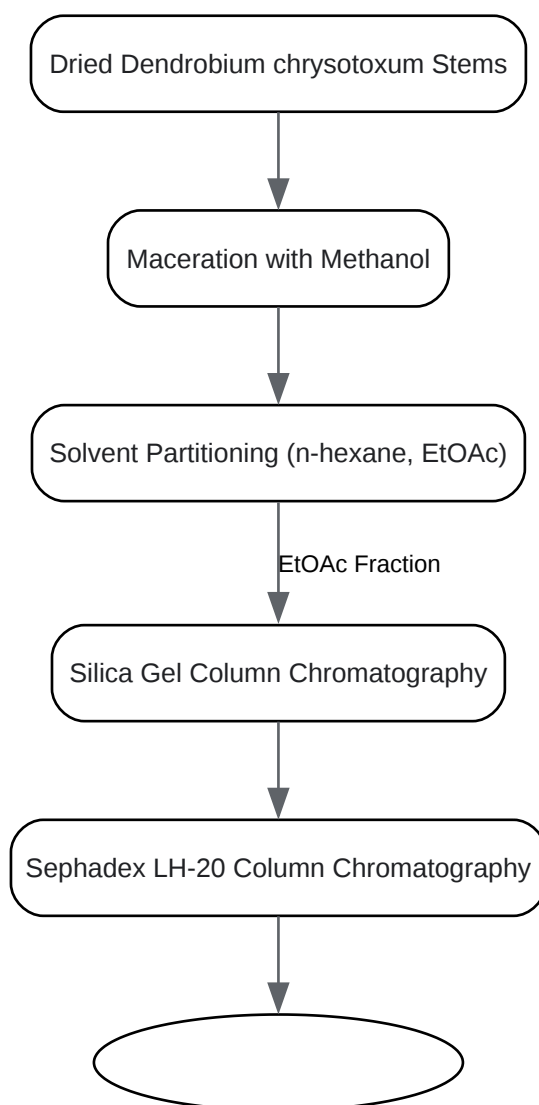 Dried Dendrobium chrysotoxum Stems
Maceration with Methanol
Solvent Partitioning (n-hexane, EtOAc)
EtOAc Fraction
Silica Gel Column Chromatography
Sephadex LH-20 Column Chromatography